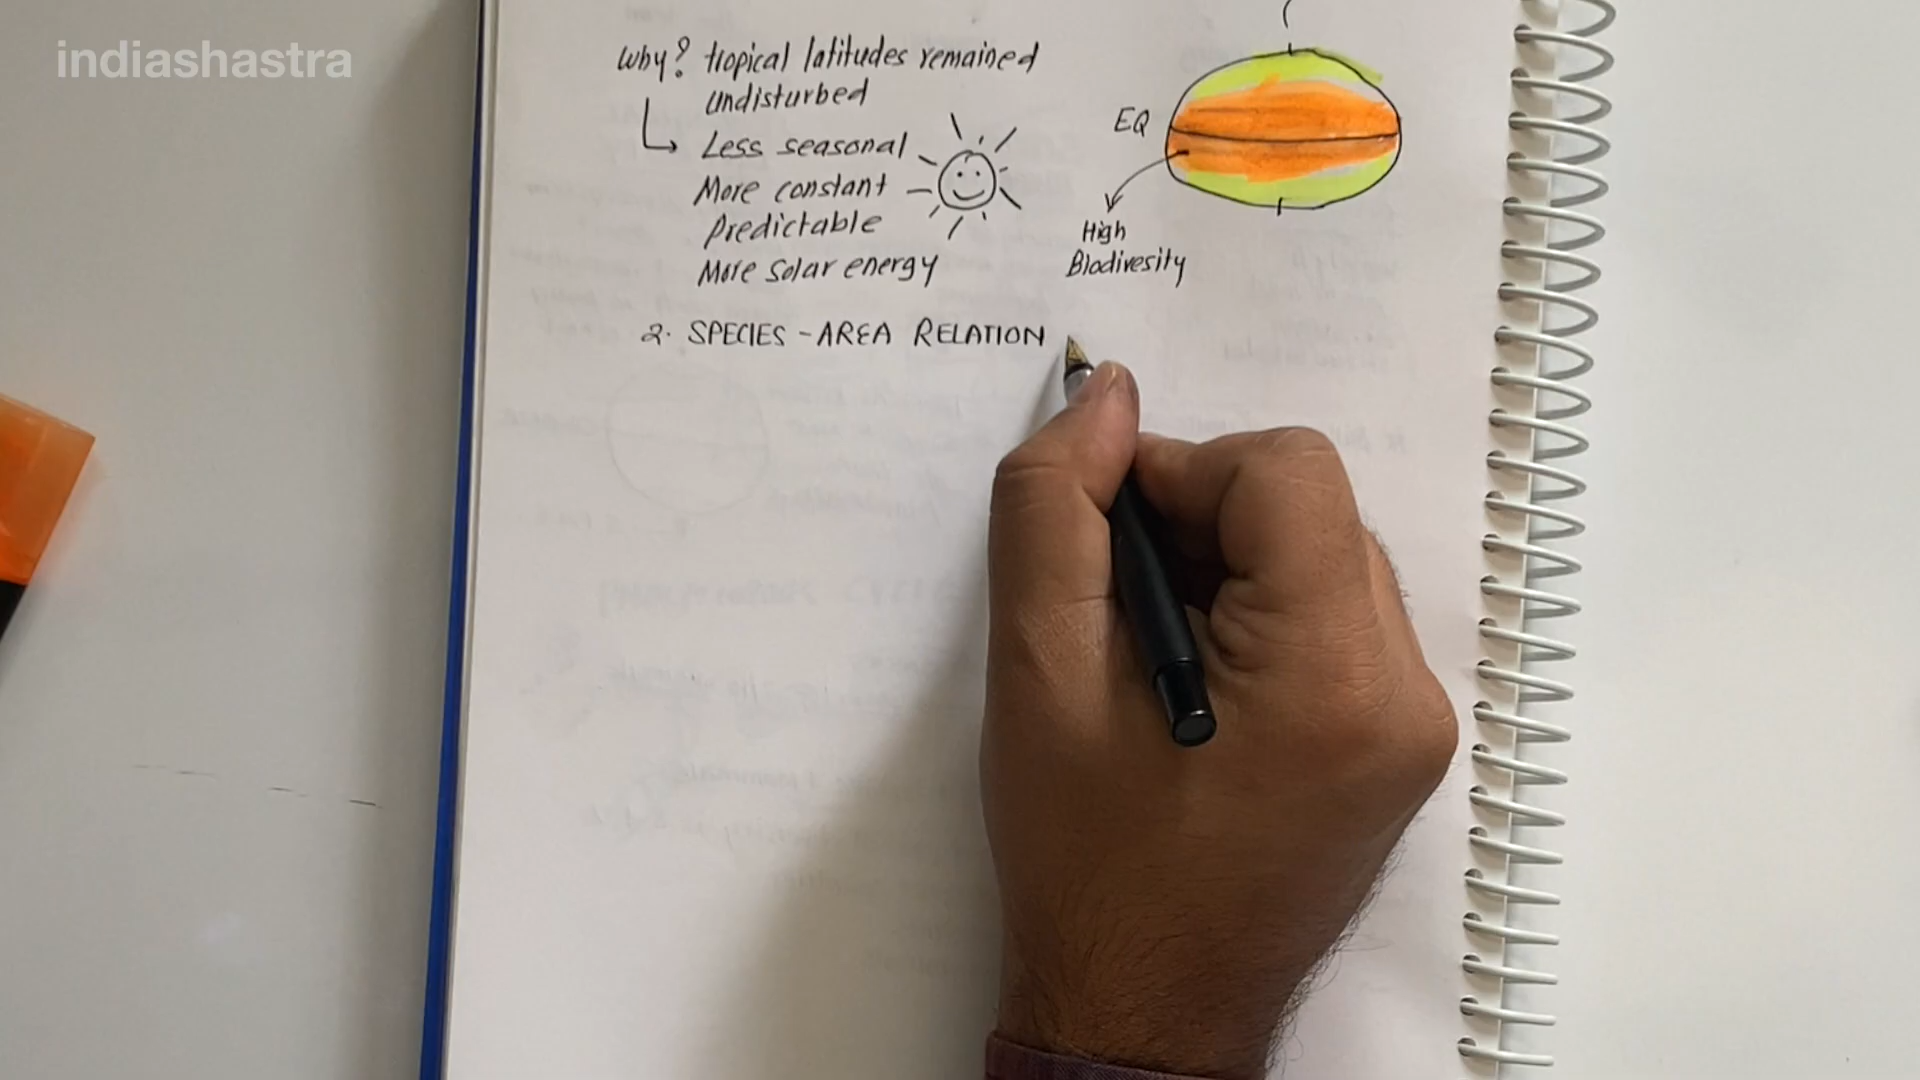 indiashastra
Why? tropical latitudes remained
undisturbed
Less seasonal
More constant
Predictable
More solar energy
EQ
High
Biodivesity
2. SPECIES - AREA RELATION